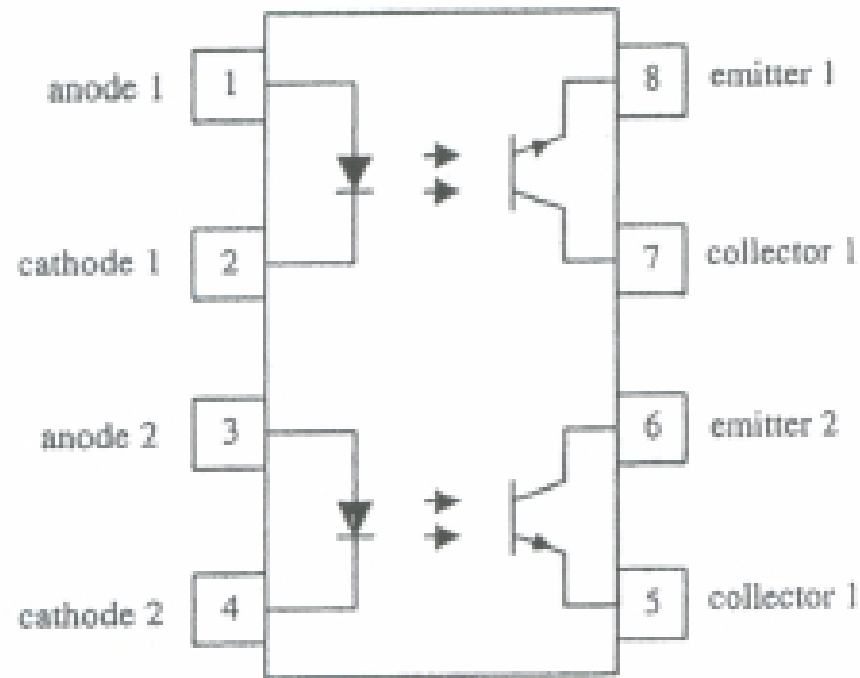 anode 1
1
cathode 1
2
anode 2
3
cathode 2
4
8
emitter 1
7
collector 1
6
emitter 2
5
collector 1